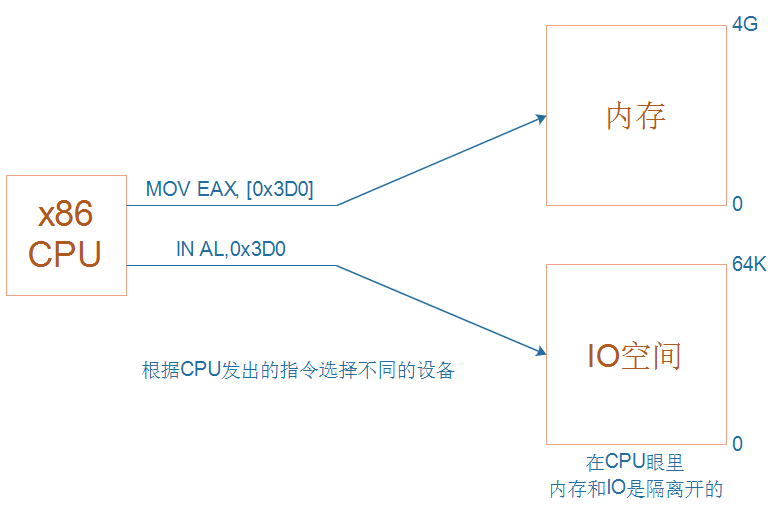 4G
内存
0
x86
CPU
MOV EAX, [0x3D0]
IN AL,0x3D0
64K
IO空间
0
根据CPU发出的指令选择不同的设备
在CPU眼里
内存和IO是隔离开的